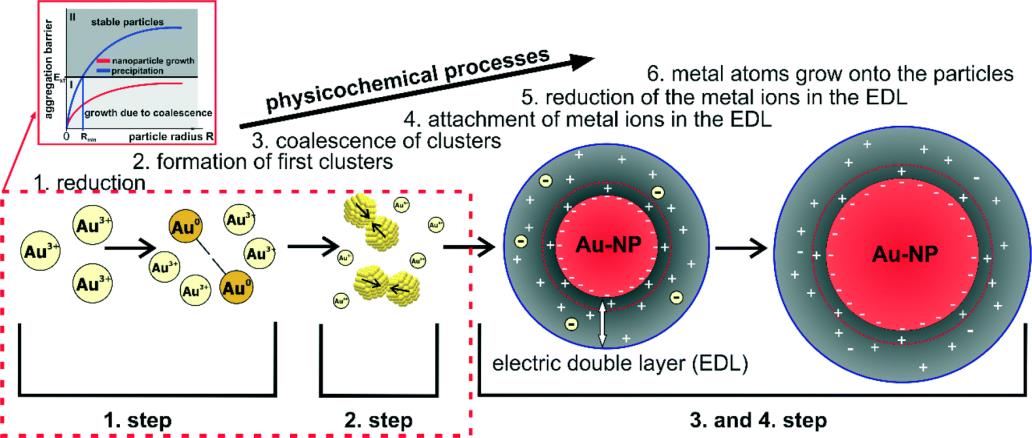 II
stable particles
nanoparticle growth
precipitation
aggregation barrier
I
growth due to coalescence
0
R min
particle radius R
physicochemical processes
6. metal atoms grow onto the particles
5. reduction of the metal ions in the EDL
4. attachment of metal ions in the EDL
3. coalescence of clusters
2. formation of first clusters
1. reduction
Au3+
Au3+
Au3+
Au0
Au3+
Au3+
Au3+
Au3+
Au0
Au-NP
Au-NP
electric double layer (EDL)
1. step
2. step
3. and 4. step